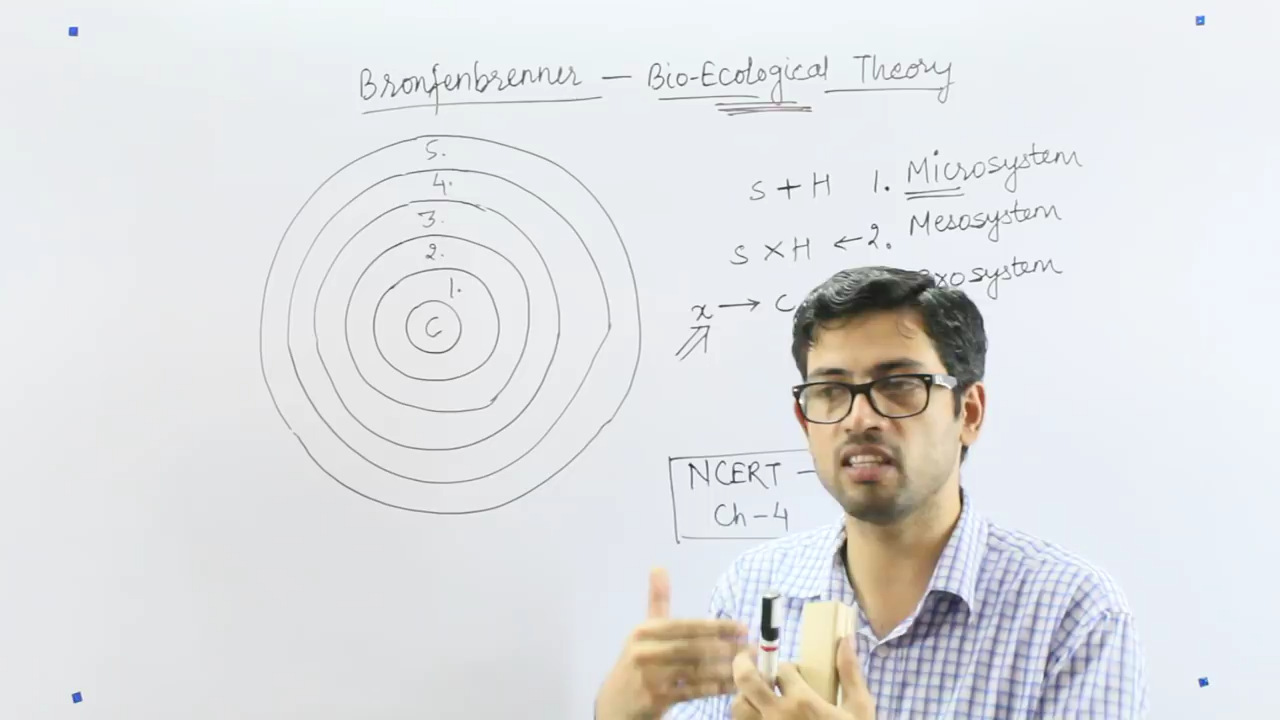 Bronfenbrenner — Bio-Ecological Theory
5.
4.
3.
2.
1.
C
S + H 1. Microsystem
S × H ← 2. Mesosystem
x → C
NCERT –
Ch – 4